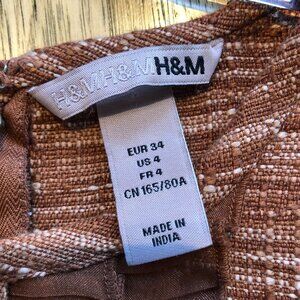 H&M H&M H&M
EUR 34
US 4
FR 4
CN 165/80A
MADE IN
INDIA